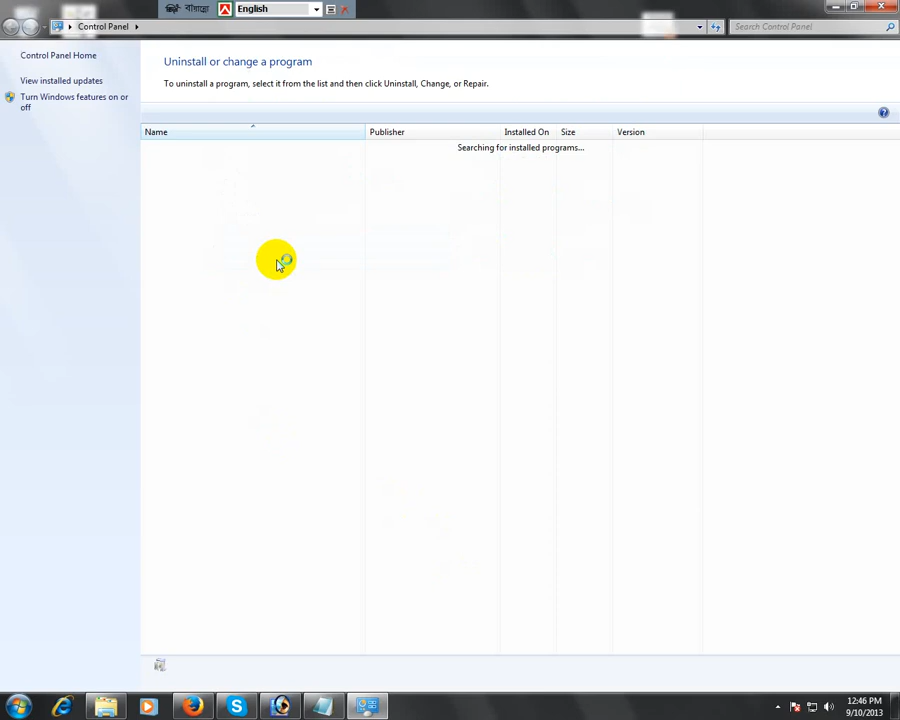 বাংলা English
Control Panel
Search Control Panel
Control Panel Home
View installed updates
Turn Windows features on or
off
Uninstall or change a program
To uninstall a program, select it from the list and then click Uninstall, Change, or Repair.
Name Publisher Installed On Size Version
Searching for installed programs...
12:46 PM
9/10/2013